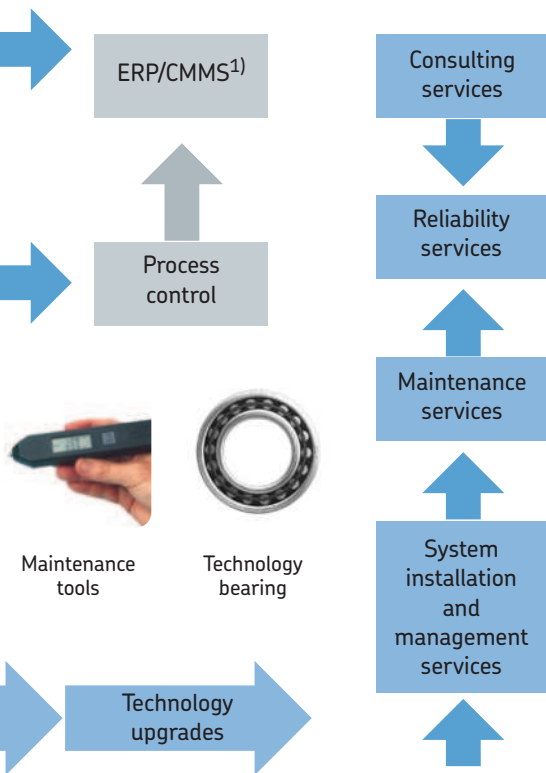 ERP/CMMS1)
Process
control
Maintenance
tools
Technology
bearing
Technology
upgrades
Consulting
services
Reliability
services
Maintenance
services
System
installation
and
management
services